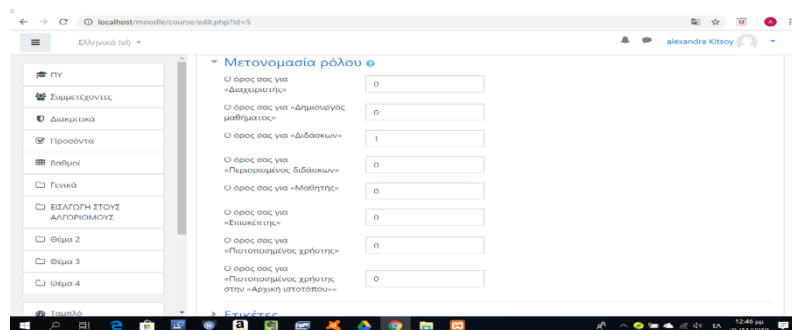 localhost/moodle/course/edit.php?id=5
Ελληνικά (el)
alexandra Kitsoy
ΠΥ
Συμμετέχοντες
Διακριτικά
Προσόντα
Βαθμοί
Γενικά
ΕΙΣΑΓΩΓΗ ΣΤΟΥΣ
ΑΛΓΟΡΙΘΜΟΥΣ
Θέμα 2
Θέμα 3
Θέμα 4
Ταμπλό
Μετονομασία ρόλου
Ο όρος σας για
«Διαχειριστής»
0
Ο όρος σας για «Δημιουργός
μαθήματος»
0
Ο όρος σας για «Διδάσκων»
1
Ο όρος σας για
«Περιορισμένος διδάσκων»
0
Ο όρος σας για «Μαθητής»
0
Ο όρος σας για
«Επισκέπτης»
0
Ο όρος σας για
«Πιστοποιημένος χρήστης»
0
Ο όρος σας για
«Πιστοποιημένος χρήστης
στην «Αρχική ιστοτόπου»»
0
Ετικέτες
ΕΛ
12:46 μμ